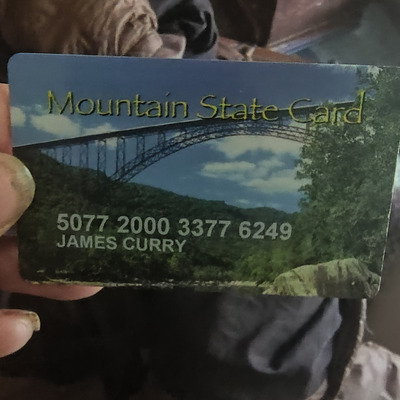 Mountain State Card
5077 2000 3377 6249
JAMES CURRY